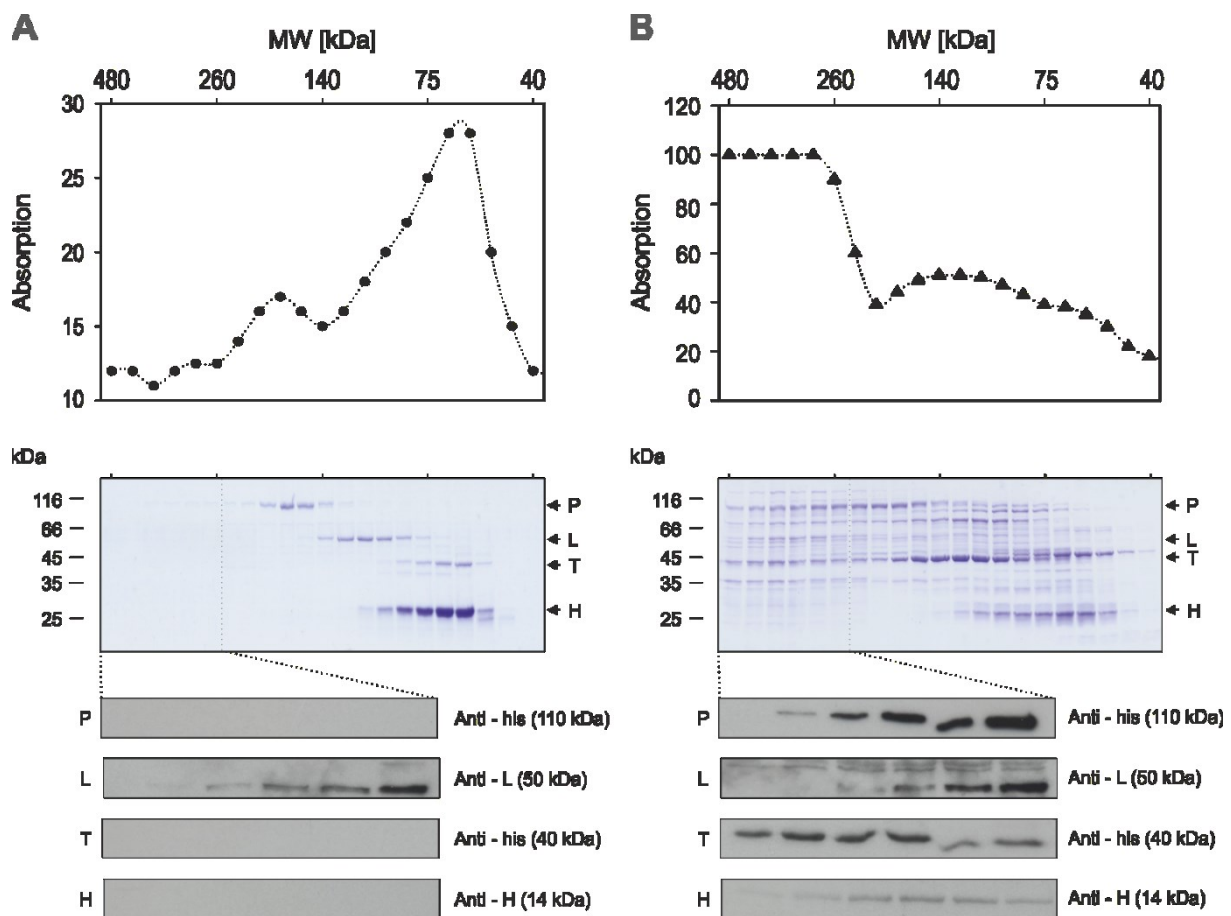 A
MW [kDa]
480 260 140 75 40
30
25
20
15
10
Absorption
kDa
116
66
45
35
25
P
L
T
H
P Anti - his (110 kDa)
L Anti - L (50 kDa)
T Anti - his (40 kDa)
H Anti - H (14 kDa)
B
MW [kDa]
480 260 140 75 40
120
100
80
60
40
20
0
Absorption
kDa
116
66
45
35
25
P
L
T
H
P Anti - his (110 kDa)
L Anti - L (50 kDa)
T Anti - his (40 kDa)
H Anti - H (14 kDa)